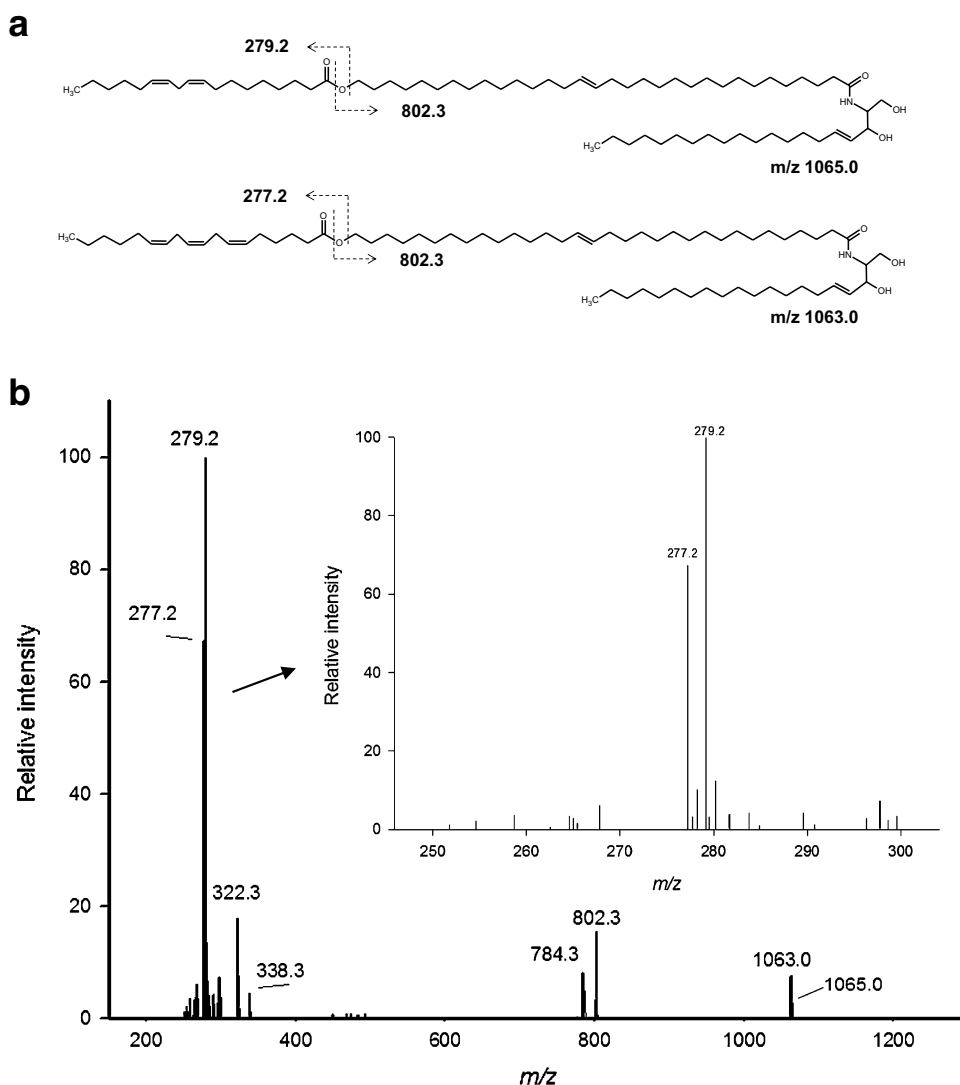 a
279.2
O
H₃C
O
802.3
O
HN
OH
OH
H₃C
m/z 1065.0
277.2
O
H₃C
O
802.3
O
HN
OH
OH
H₃C
m/z 1063.0
b
Relative intensity
100
80
60
40
20
0
279.2
277.2
322.3
338.3
784.3
802.3
1063.0
1065.0
200
400
600
800
1000
1200
m/z
Relative intensity
100
80
60
40
20
0
279.2
277.2
250
260
270
280
290
300
m/z